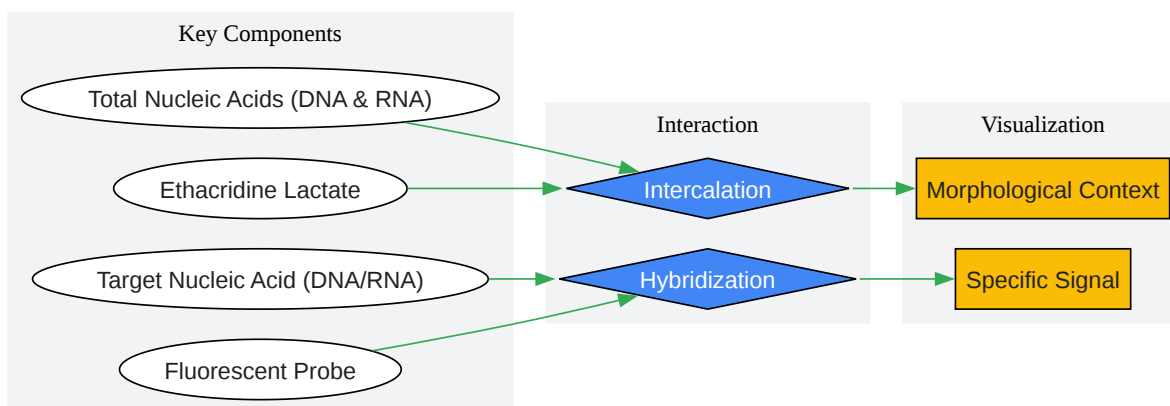 Key Components
Total Nucleic Acids (DNA & RNA)
Ethacridine Lactate
Target Nucleic Acid (DNA/RNA)
Fluorescent Probe
Interaction
Intercalation
Hybridization
Visualization
Morphological Context
Specific Signal